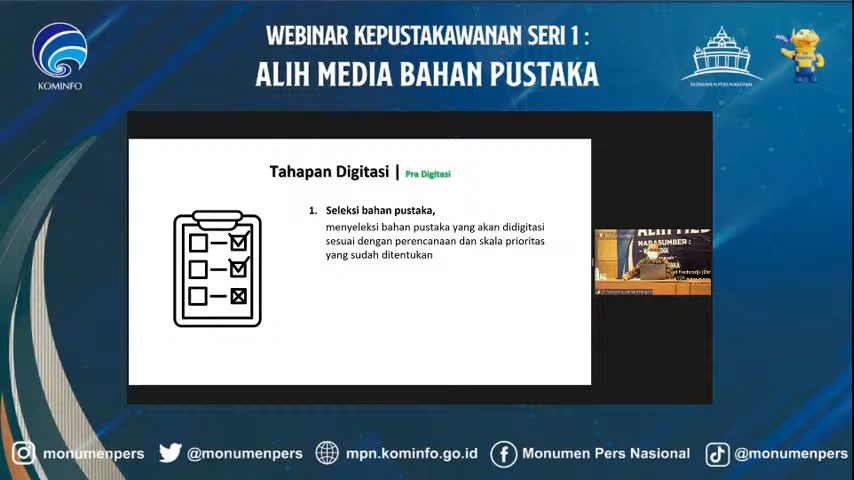 WEBINAR KEPUSTAKAWANAN SERI 1 :
ALIH MEDIA BAHAN PUSTAKA
KOMINFO
MONUMEN PERS NASIONAL
Tahapan Digitasi | Pra Digitasi
1. Seleksi bahan pustaka,
menyeleksi bahan pustaka yang akan didigitasi
sesuai dengan perencanaan dan skala prioritas
yang sudah ditentukan
NARASUMBER :
monumenpers
@monumenpers
mpn.kominfo.go.id
Monumen Pers Nasional
@monumenpers